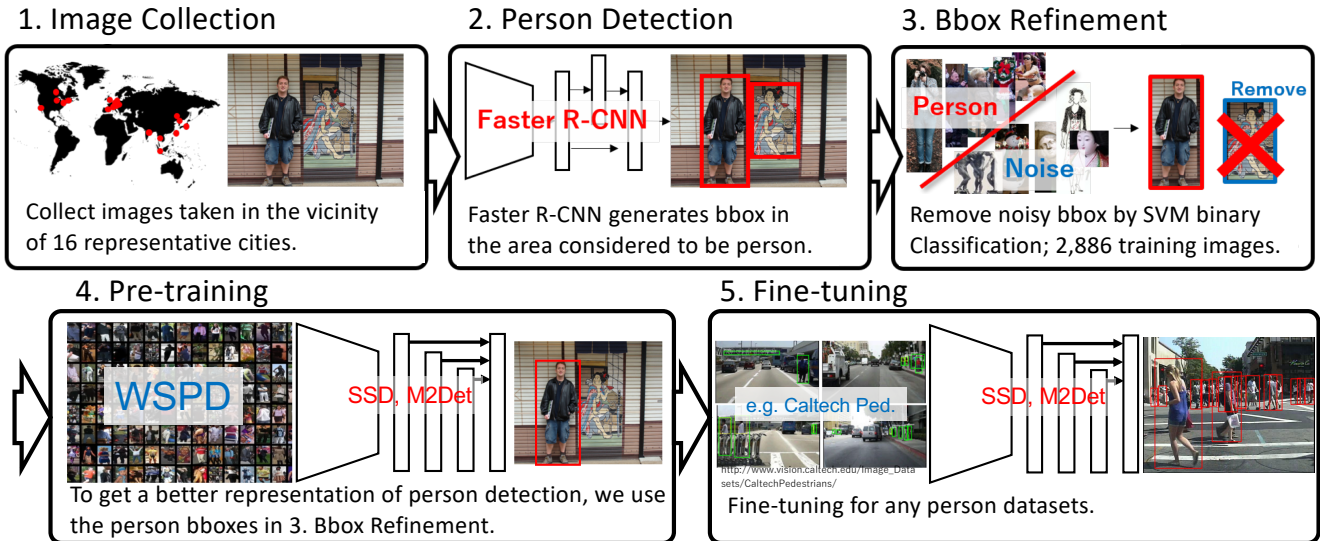 1. Image Collection
2. Person Detection
3. Bbox Refinement
Faster R-CNN
Person
Noise
Remove
Collect images taken in the vicinity
of 16 representative cities.
Faster R-CNN generates bbox in
the area considered to be person.
Remove noisy bbox by SVM binary
Classification; 2,886 training images.
4. Pre-training
5. Fine-tuning
WSPD
SSD, M2Det
e.g. Caltech Ped.
SSD, M2Det
http://www.vision.caltech.edu/Image_Data
sets/CaltechPedestrians/
To get a better representation of person detection, we use
the person bboxes in 3. Bbox Refinement.
Fine-tuning for any person datasets.